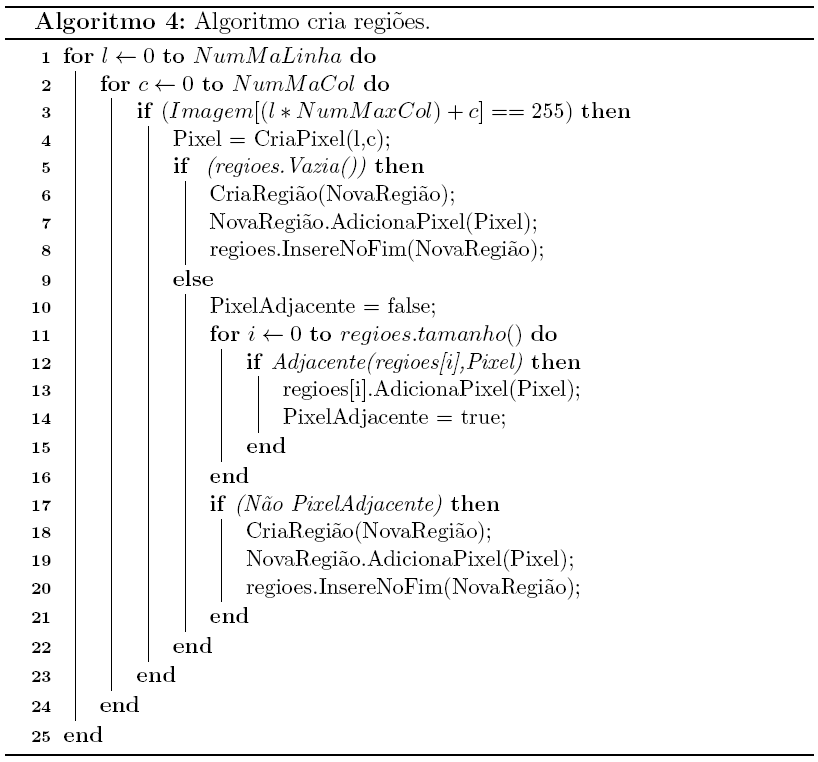 Algoritmo 4: Algoritmo cria regiões.
1 for l ← 0 to NumMaLinha do
2 for c ← 0 to NumMaCol do
3 if (Imagem[(l ∗ NumMaxCol) + c] == 255) then
4 Pixel = CriaPixel(l,c);
5 if (regioes.Vazia()) then
6 CriaRegião(NovaRegião);
7 NovaRegião.AdicionaPixel(Pixel);
8 regioes.InsereNoFim(NovaRegião);
9 else
10 PixelAdjacente = false;
11 for i ← 0 to regioes.tamanho() do
12 if Adjacente(regioes[i],Pixel) then
13 regioes[i].AdicionaPixel(Pixel);
14 PixelAdjacente = true;
15 end
16 end
17 if (Não PixelAdjacente) then
18 CriaRegião(NovaRegião);
19 NovaRegião.AdicionaPixel(Pixel);
20 regioes.InsereNoFim(NovaRegião);
21 end
22 end
23 end
24 end
25 end